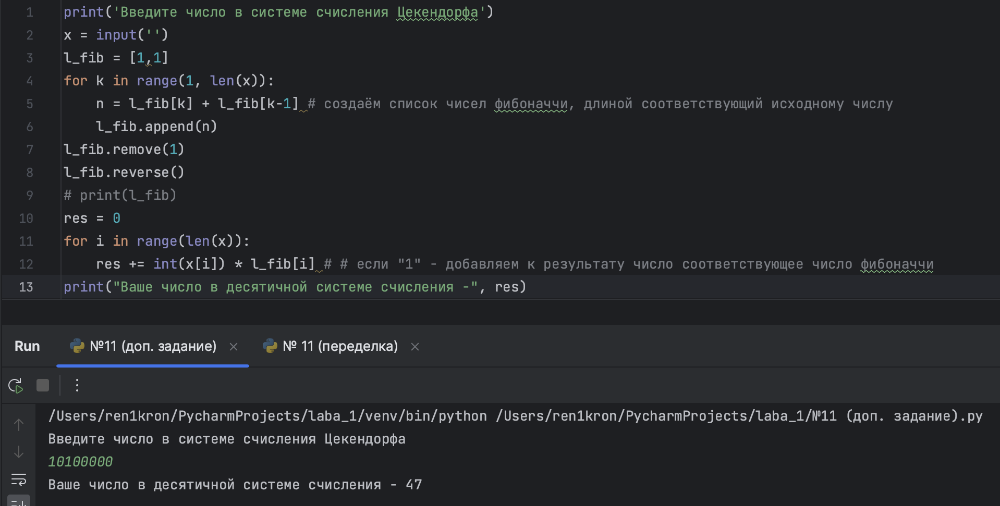 1 print('Введите число в системе счисления Цекендорфа')
2 x = input('')
3 l_fib = [1,1]
4 for k in range(1, len(x)):
5     n = l_fib[k] + l_fib[k-1] # создаём список чисел фибоначчи, длиной соответствующий исходному числу
6     l_fib.append(n)
7 l_fib.remove(1)
8 l_fib.reverse()
9 # print(l_fib)
10 res = 0
11 for i in range(len(x)):
12     res += int(x[i]) * l_fib[i] # # если "1" - добавляем к результату число соответствующее число фибоначчи
13 print("Ваше число в десятичной системе счисления -", res)
Run №11 (доп. задание) × № 11 (переделка) ×
/Users/ren1kron/PycharmProjects/laba_1/venv/bin/python /Users/ren1kron/PycharmProjects/laba_1/№11 (доп. задание).py
Введите число в системе счисления Цекендорфа
10100000
Ваше число в десятичной системе счисления - 47